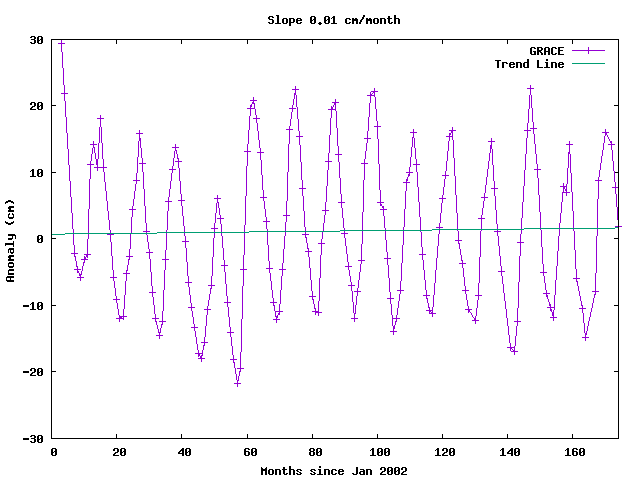 Slope 0.01 cm/month
GRACE
Trend Line
30
20
10
0
-10
-20
-30
Anomaly (cm)
0 20 40 60 80 100 120 140 160
Months since Jan 2002